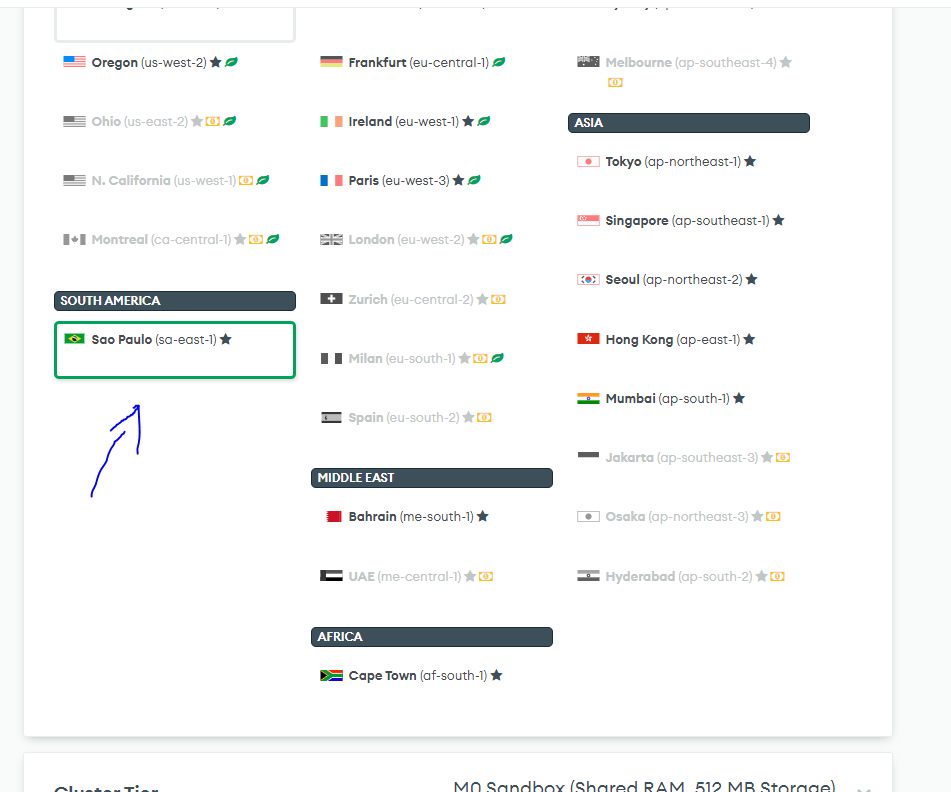 Oregon (us-west-2)
Ohio (us-east-2)
N. California (us-west-1)
Montreal (ca-central-1)
SOUTH AMERICA
Sao Paulo (sa-east-1)
Frankfurt (eu-central-1)
Ireland (eu-west-1)
Paris (eu-west-3)
London (eu-west-2)
Zurich (eu-central-2)
Milan (eu-south-1)
Spain (eu-south-2)
MIDDLE EAST
Bahrain (me-south-1)
UAE (me-central-1)
AFRICA
Cape Town (af-south-1)
Melbourne (ap-southeast-4)
ASIA
Tokyo (ap-northeast-1)
Singapore (ap-southeast-1)
Seoul (ap-northeast-2)
Hong Kong (ap-east-1)
Mumbai (ap-south-1)
Jakarta (ap-southeast-3)
Osaka (ap-northeast-3)
Hyderabad (ap-south-2)
Cluster Tier
M0 Sandbox (Shared RAM, 512 MB Storage)